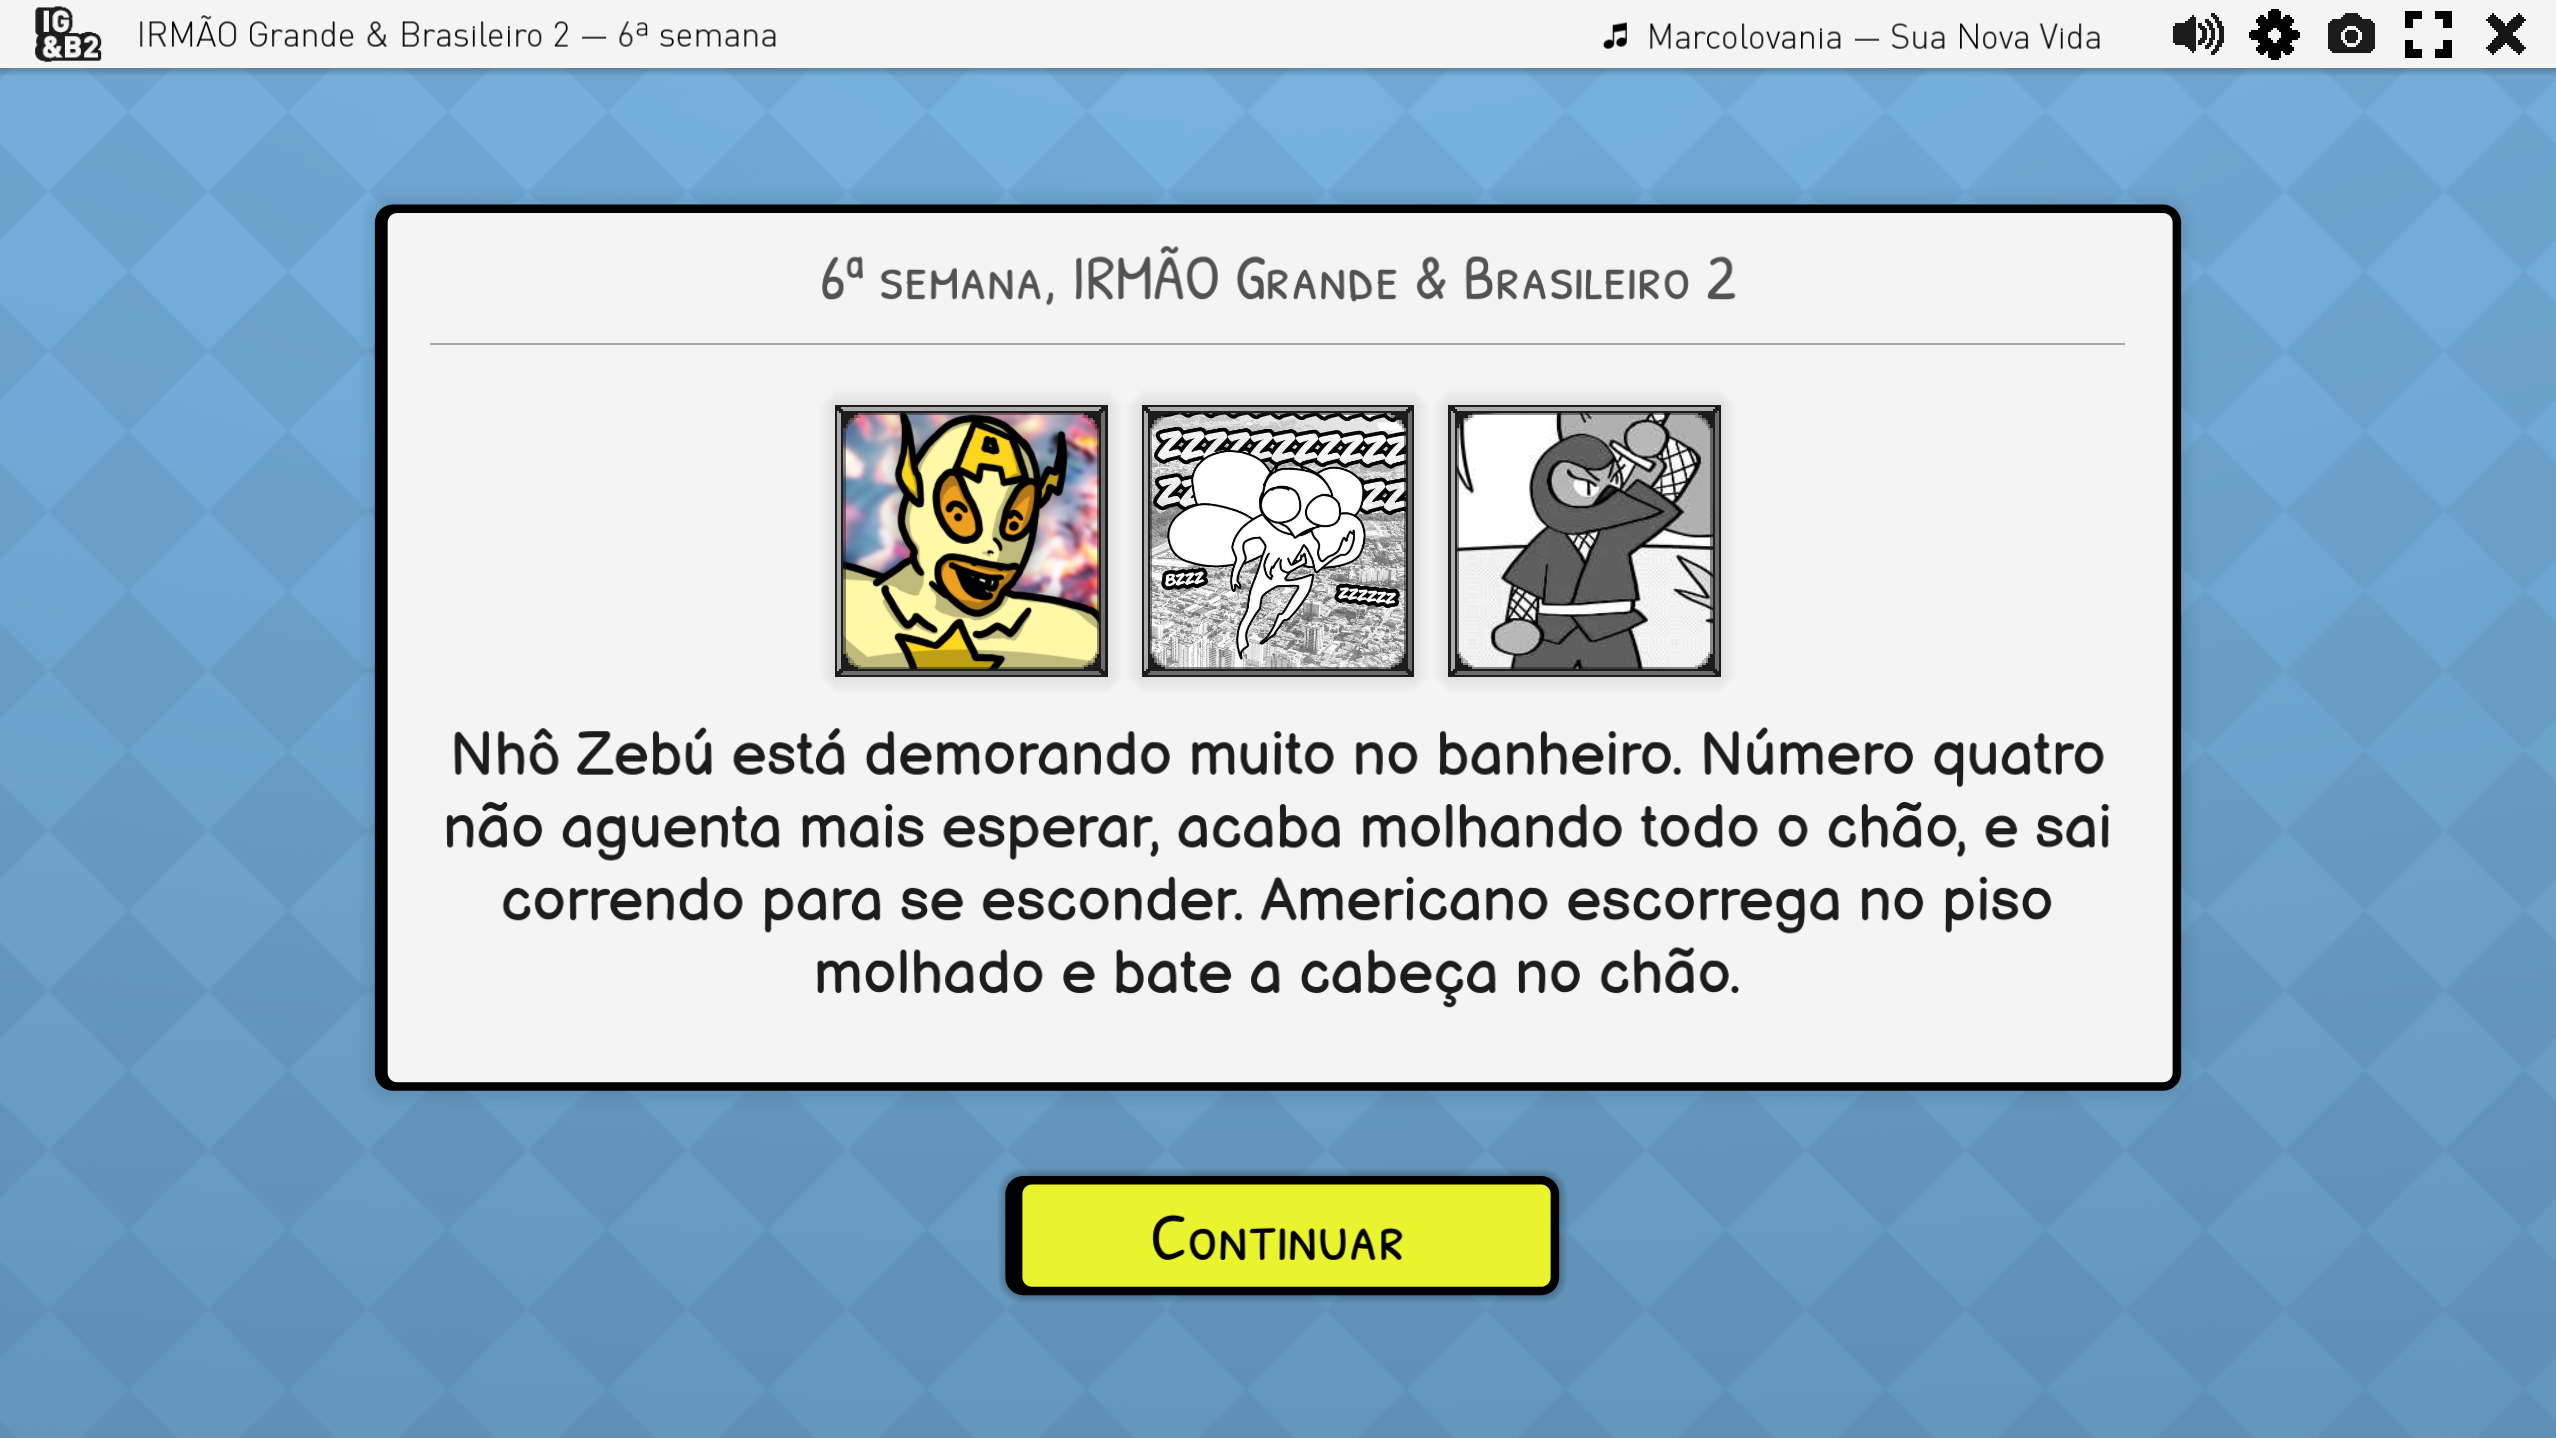 IG
&B2
IRMÃO Grande & Brasileiro 2 — 6ª semana
Marcolovania — Sua Nova Vida
6ª semana, IRMÃO Grande & Brasileiro 2
A
ZZZZZZZZZZZZ
ZZ ZZ
BZZZ
ZZZZZZ
Nhô Zebú está demorando muito no banheiro. Número quatro
não aguenta mais esperar, acaba molhando todo o chão, e sai
correndo para se esconder. Americano escorrega no piso
molhado e bate a cabeça no chão.
Continuar